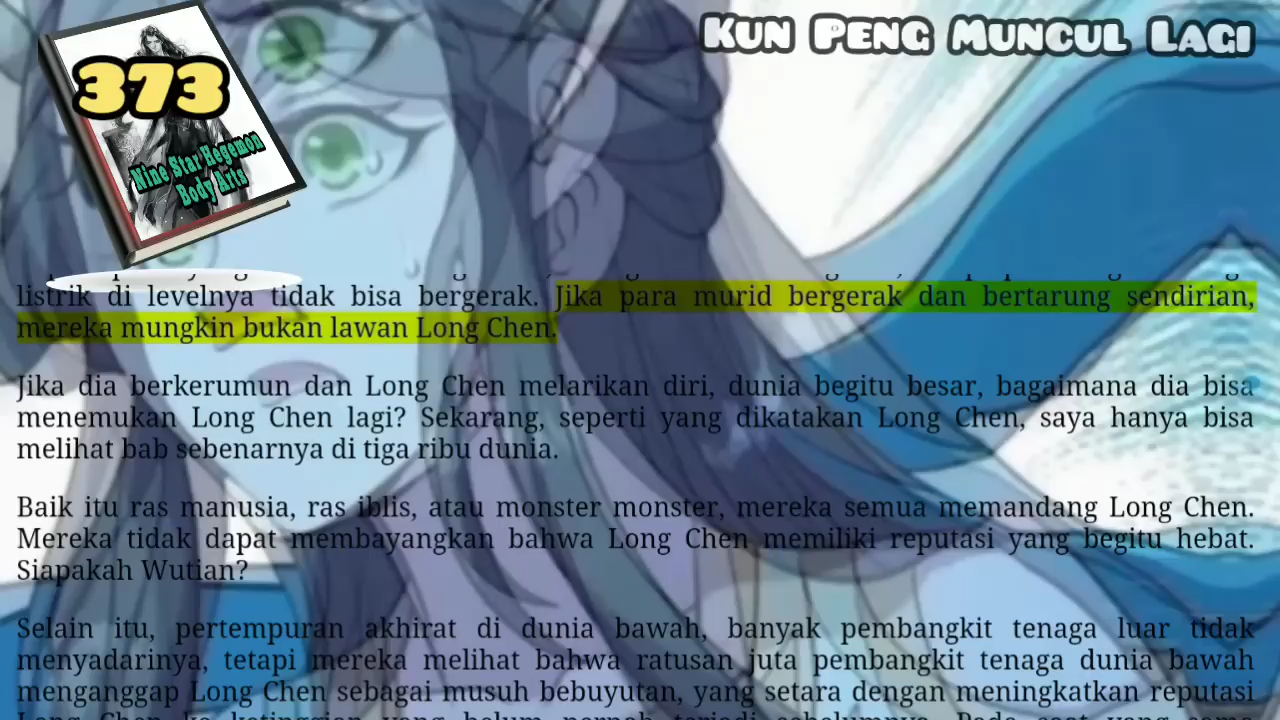 Kun Peng Muncul Lagi
373
Nine Star Hegemon
Body Arts
listrik di levelnya tidak bisa bergerak. Jika para murid bergerak dan bertarung sendirian,
mereka mungkin bukan lawan Long Chen.
Jika dia berkerumun dan Long Chen melarikan diri, dunia begitu besar, bagaimana dia bisa
menemukan Long Chen lagi? Sekarang, seperti yang dikatakan Long Chen, saya hanya bisa
melihat bab sebenarnya di tiga ribu dunia.
Baik itu ras manusia, ras iblis, atau monster monster, mereka semua memandang Long Chen.
Mereka tidak dapat membayangkan bahwa Long Chen memiliki reputasi yang begitu hebat.
Siapakah Wutian?
Selain itu, pertempuran akhirat di dunia bawah, banyak pembangkit tenaga luar tidak
menyadarinya, tetapi mereka melihat bahwa ratusan juta pembangkit tenaga dunia bawah
menganggap Long Chen sebagai musuh bebuyutan, yang setara dengan meningkatkan reputasi